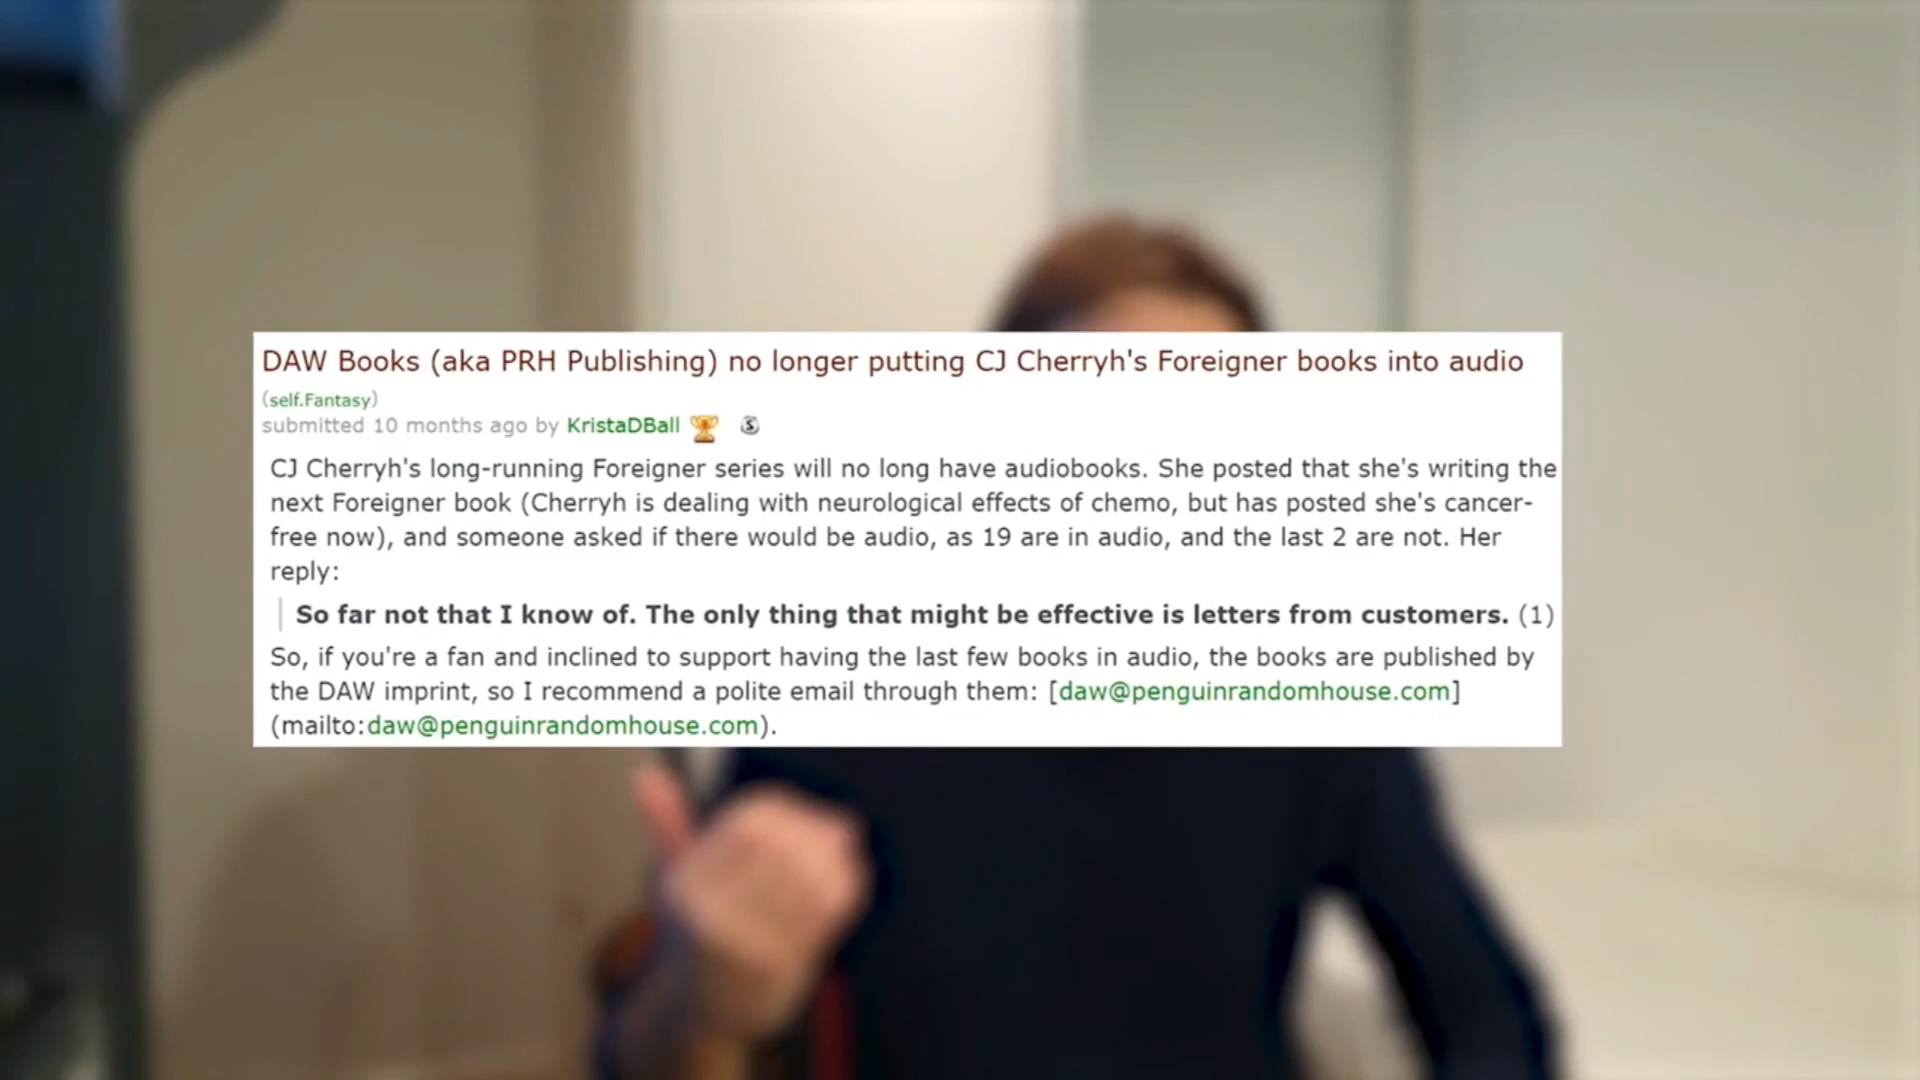 DAW Books (aka PRH Publishing) no longer putting CJ Cherryh's Foreigner books into audio
(self.Fantasy)
submitted 10 months ago by KristaDBall
CJ Cherryh's long-running Foreigner series will no long have audiobooks. She posted that she's writing the
next Foreigner book (Cherryh is dealing with neurological effects of chemo, but has posted she's cancer-
free now), and someone asked if there would be audio, as 19 are in audio, and the last 2 are not. Her
reply:
So far not that I know of. The only thing that might be effective is letters from customers. (1)
So, if you're a fan and inclined to support having the last few books in audio, the books are published by
the DAW imprint, so I recommend a polite email through them: [daw@penguinrandomhouse.com]
(mailto:daw@penguinrandomhouse.com).